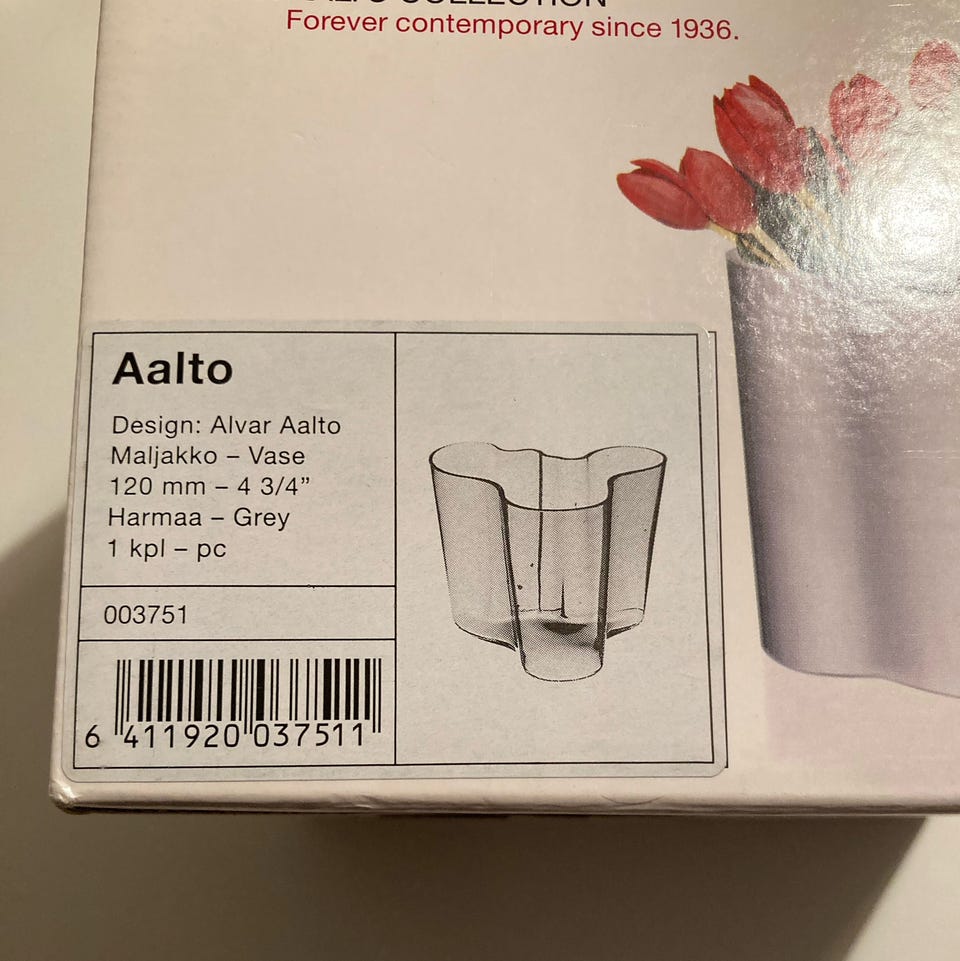 COLLECTION
Forever contemporary since 1936.
Aalto
Design: Alvar Aalto
Maljakko – Vase
120 mm – 4 3/4”
Harmaa – Grey
1 kpl – pc
003751
6 411920 037511